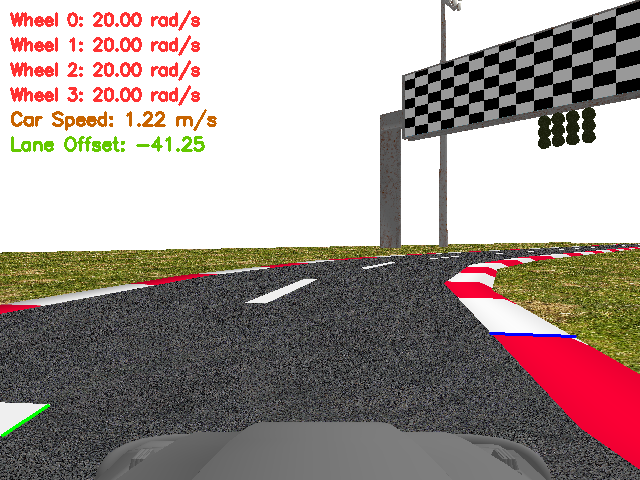 Wheel 0: 20.00 rad/s
Wheel 1: 20.00 rad/s
Wheel 2: 20.00 rad/s
Wheel 3: 20.00 rad/s
Car Speed: 1.22 m/s
Lane Offset: -41.25